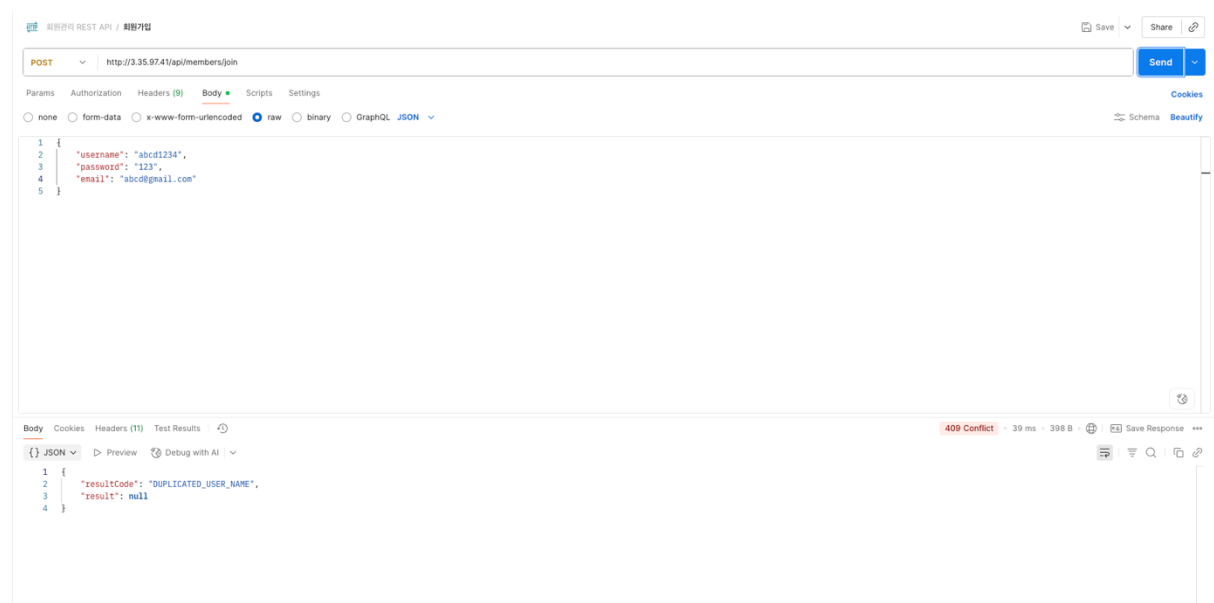 회원관리 REST API / 회원가입
Save
Share
POST
http://3.35.97.41/api/members/join
Send
Params Authorization Headers (9) Body Scripts Settings
Cookies
none form-data x-www-form-urlencoded raw binary GraphQL JSON
Schema Beautify
1 {
2 "username": "abcd1234",
3 "password": "123",
4 "email": "abcd@gmail.com"
5 }
Body Cookies Headers (11) Test Results
409 Conflict · 39 ms · 398 B
Save Response
{} JSON Preview Debug with AI
1 {
2 "resultCode": "DUPLICATED_USER_NAME",
3 "result": null
4 }